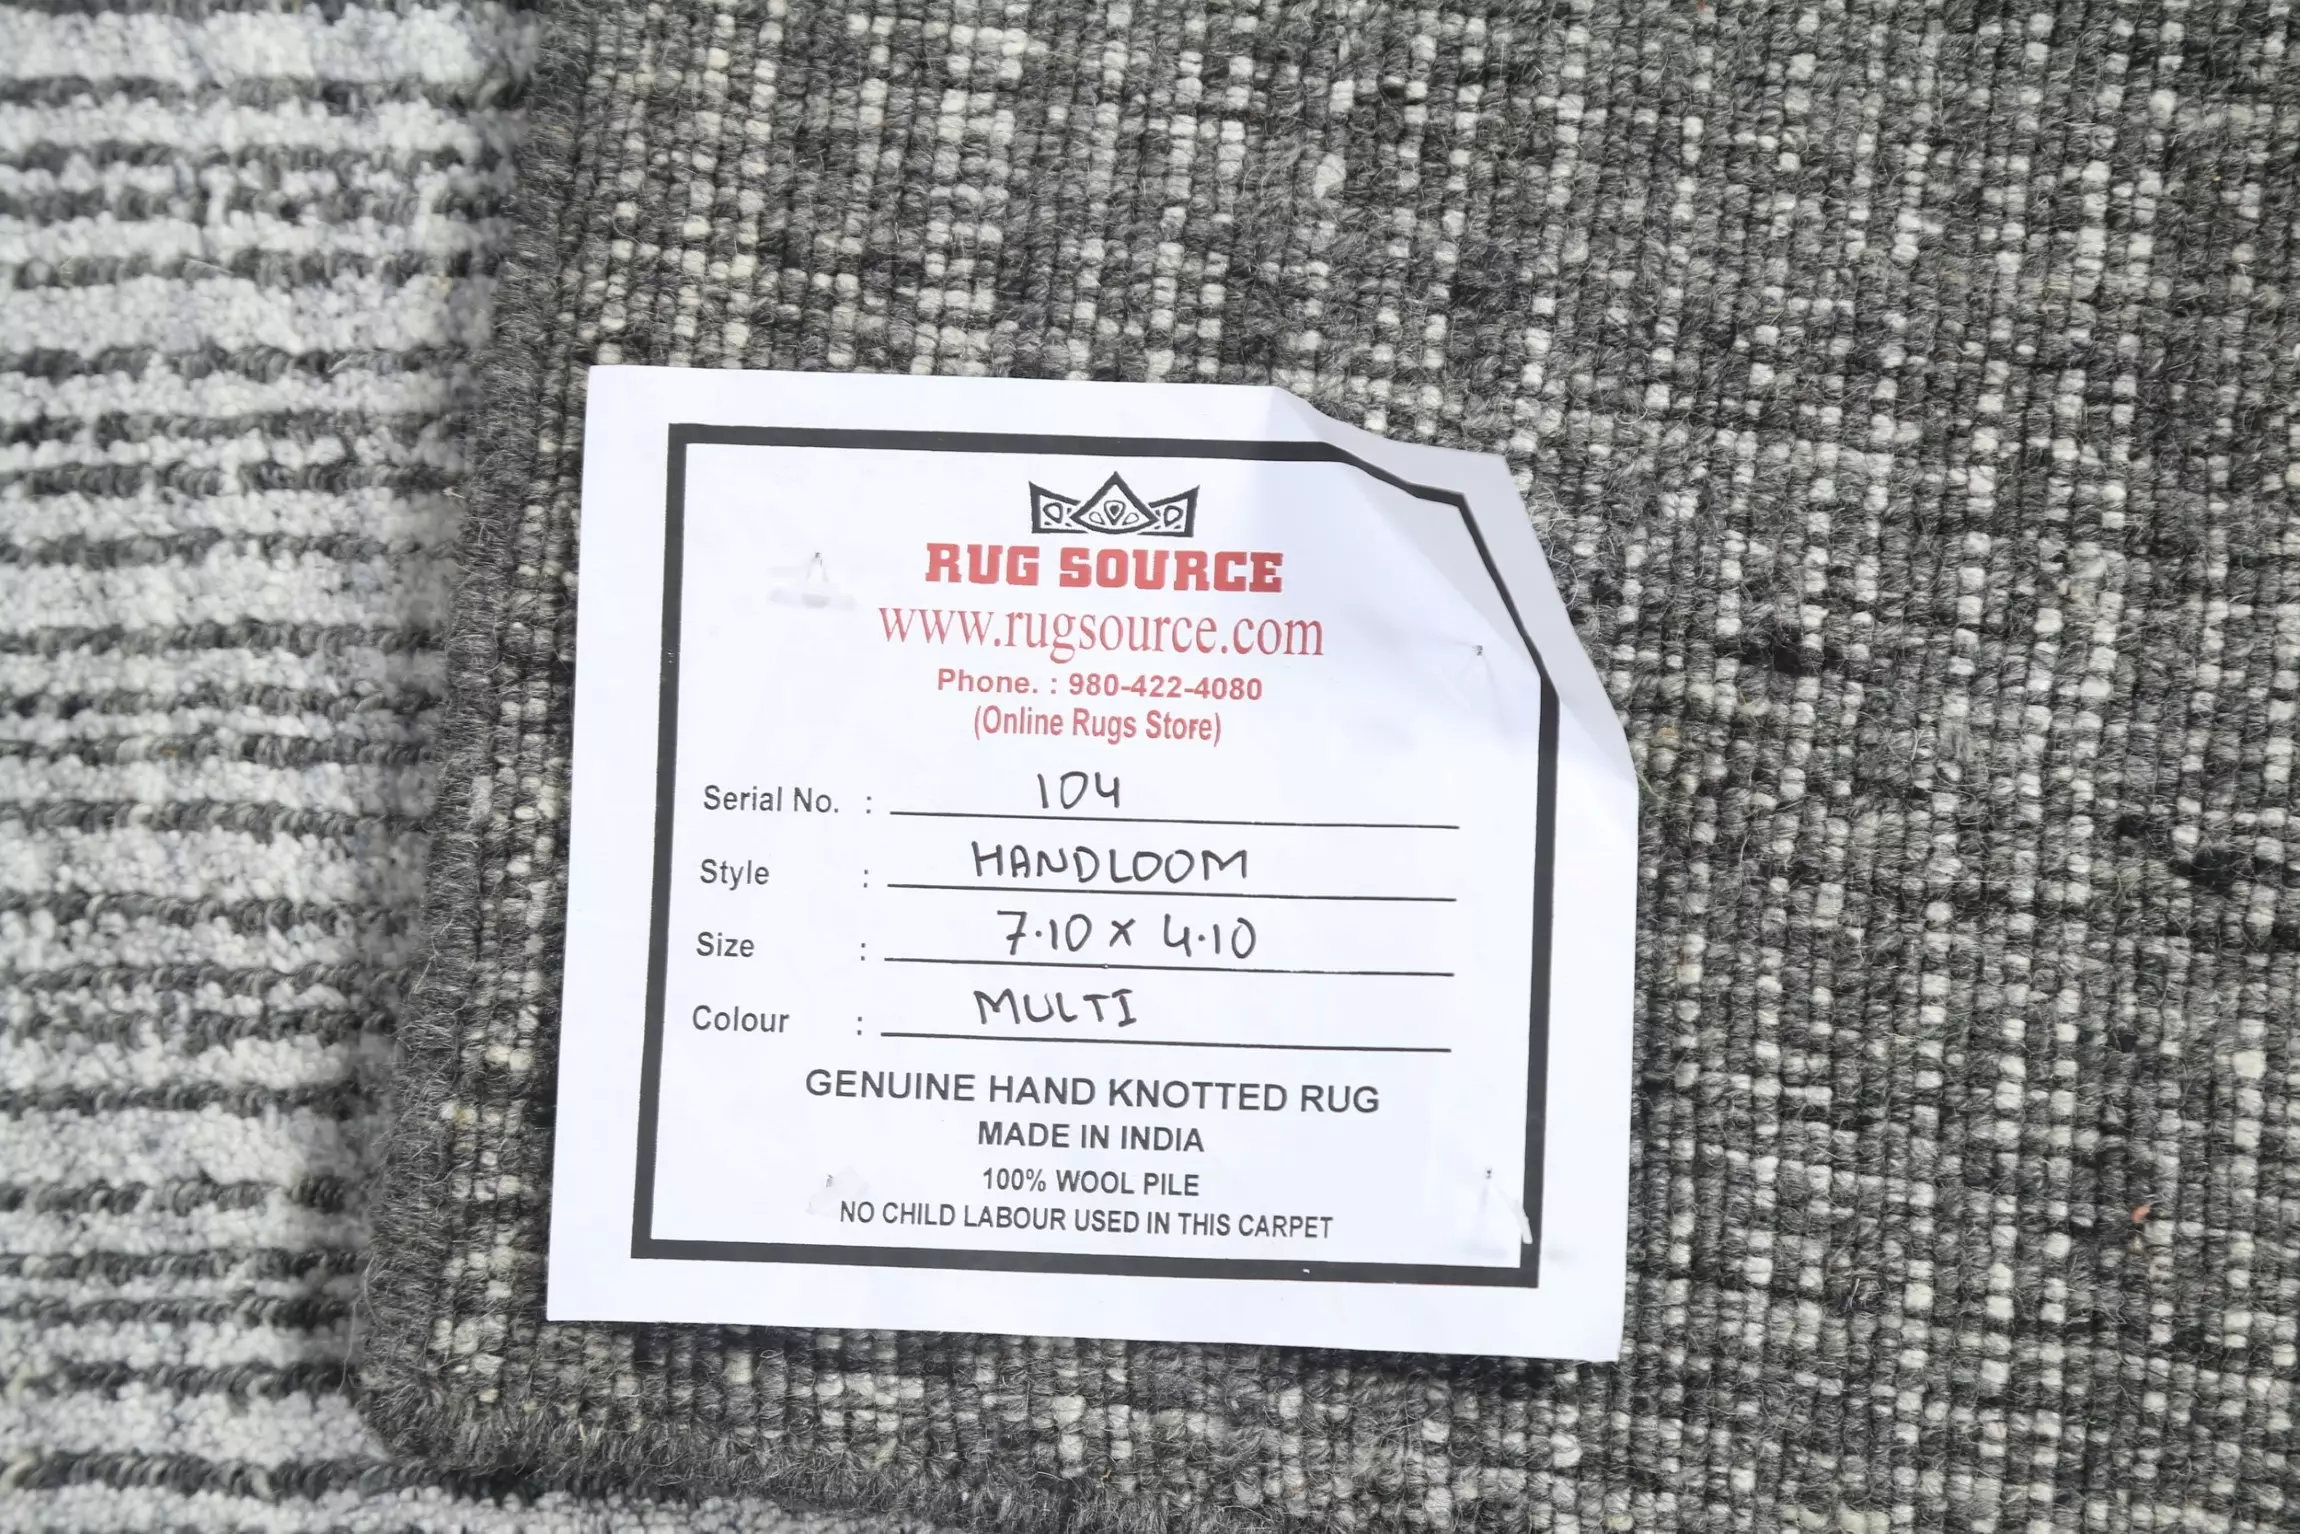 RUG SOURCE
www.rugsource.com
Phone. : 980-422-4080
(Online Rugs Store)
Serial No. : 104
Style : HANDLOOM
Size : 7.10 x 4.10
Colour : MULTI
GENUINE HAND KNOTTED RUG
MADE IN INDIA
100% WOOL PILE
NO CHILD LABOUR USED IN THIS CARPET